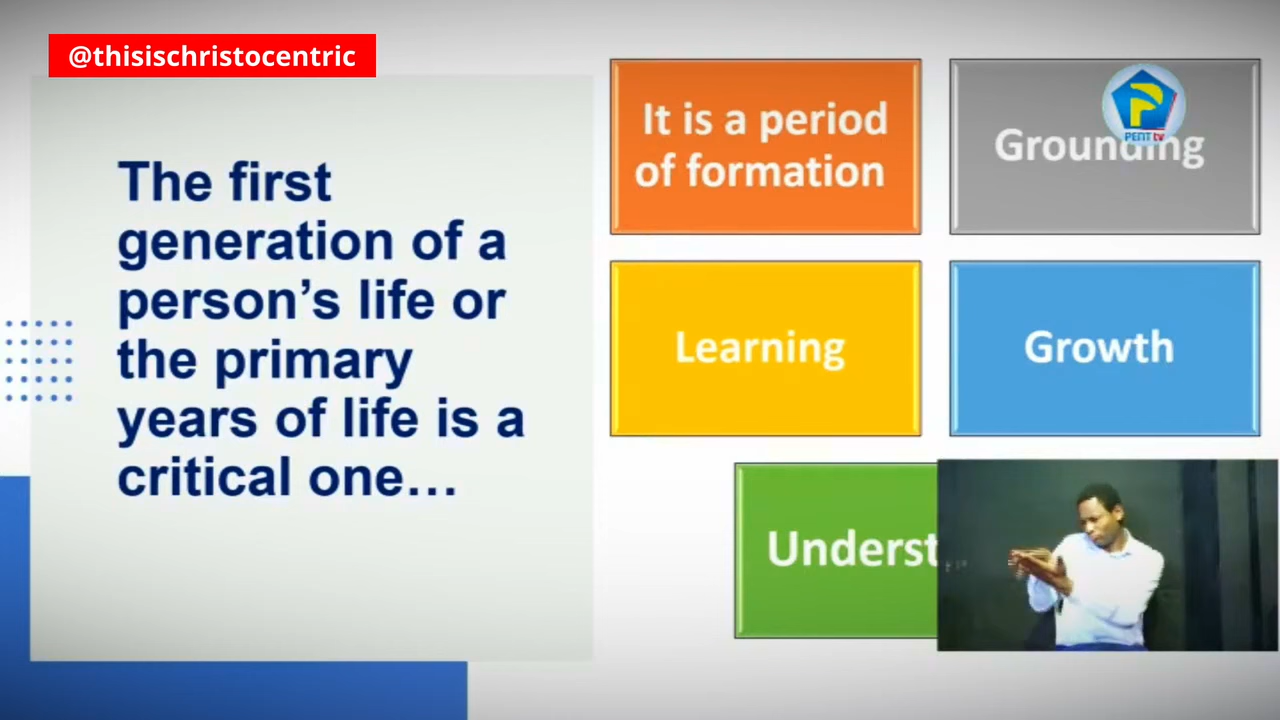 @thisischristocentric
The first
generation of a
person's life or
the primary
years of life is a
critical one…
It is a period
of formation
Grounding
PENT tv
Learning
Growth
Underst